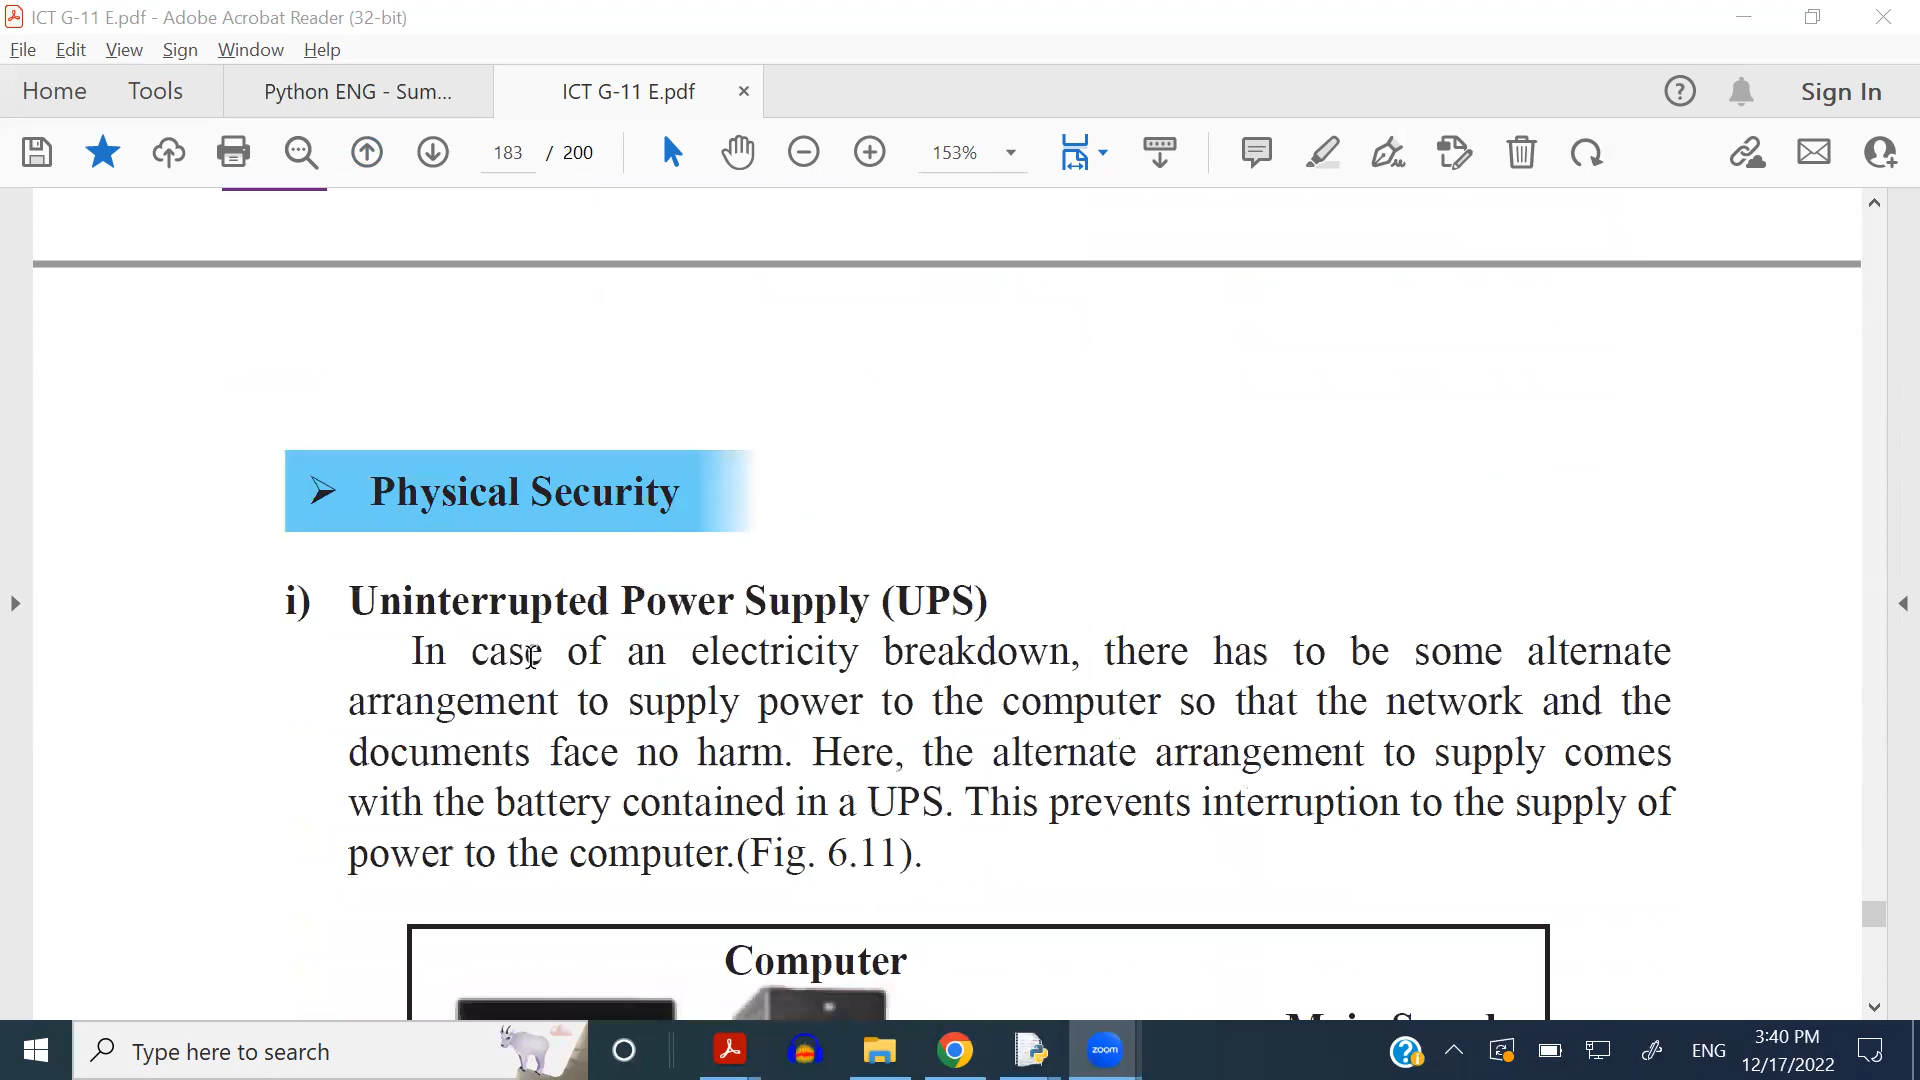 ICT G-11 E.pdf - Adobe Acrobat Reader (32-bit)
File Edit View Sign Window Help
Home Tools Python ENG - Sum... ICT G-11 E.pdf × Sign In
183 / 200 153%
➢ Physical Security
i) Uninterrupted Power Supply (UPS)
In case of an electricity breakdown, there has to be some alternate
arrangement to supply power to the computer so that the network and the
documents face no harm. Here, the alternate arrangement to supply comes
with the battery contained in a UPS. This prevents interruption to the supply of
power to the computer.(Fig. 6.11).
Computer
Type here to search
zoom
ENG
3:40 PM
12/17/2022